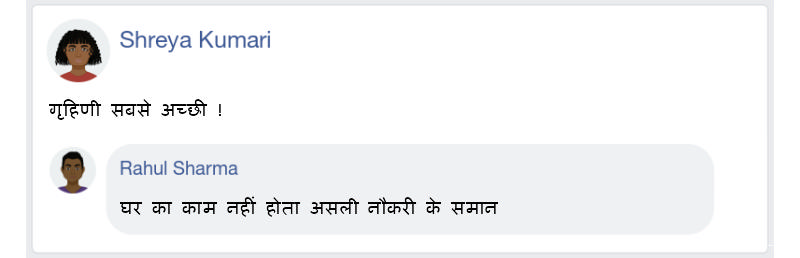 Shreya Kumari
गृहिणी सबसे अच्छी !
Rahul Sharma
घर का काम नहीं होता असली नौकरी के समान